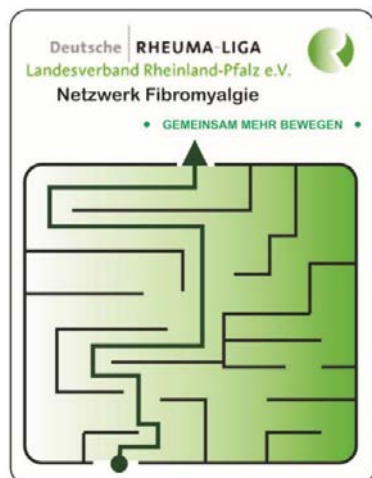 Deutsche RHEUMA-LIGA
Landesverband Rheinland-Pfalz e.V.
Netzwerk Fibromyalgie
• GEMEINSAM MEHR BEWEGEN •